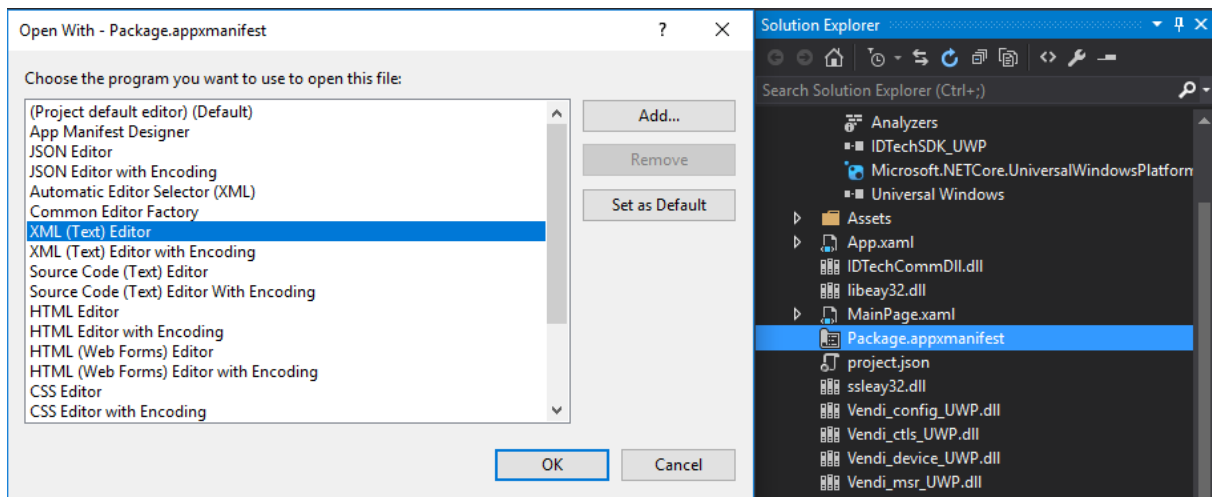 Open With - Package.appxmanifest
?
Choose the program you want to use to open this file:
(Project default editor) (Default)
App Manifest Designer
JSON Editor
JSON Editor with Encoding
Automatic Editor Selector (XML)
Common Editor Factory
XML (Text) Editor
XML (Text) Editor with Encoding
Source Code (Text) Editor
Source Code (Text) Editor With Encoding
HTML Editor
HTML Editor with Encoding
HTML (Web Forms) Editor
HTML (Web Forms) Editor with Encoding
CSS Editor
CSS Editor with Encoding
Add...
Remove
Set as Default
OK
Cancel
Solution Explorer
Search Solution Explorer (Ctrl+;)
Analyzers
IDTechSDK_UWP
Microsoft.NETCore.UniversalWindowsPlatform
Universal Windows
Assets
App.xaml
IDTechCommDll.dll
libeay32.dll
MainPage.xaml
Package.appxmanifest
project.json
ssleay32.dll
Vendi_config_UWP.dll
Vendi_ctls_UWP.dll
Vendi_device_UWP.dll
Vendi_msr_UWP.dll